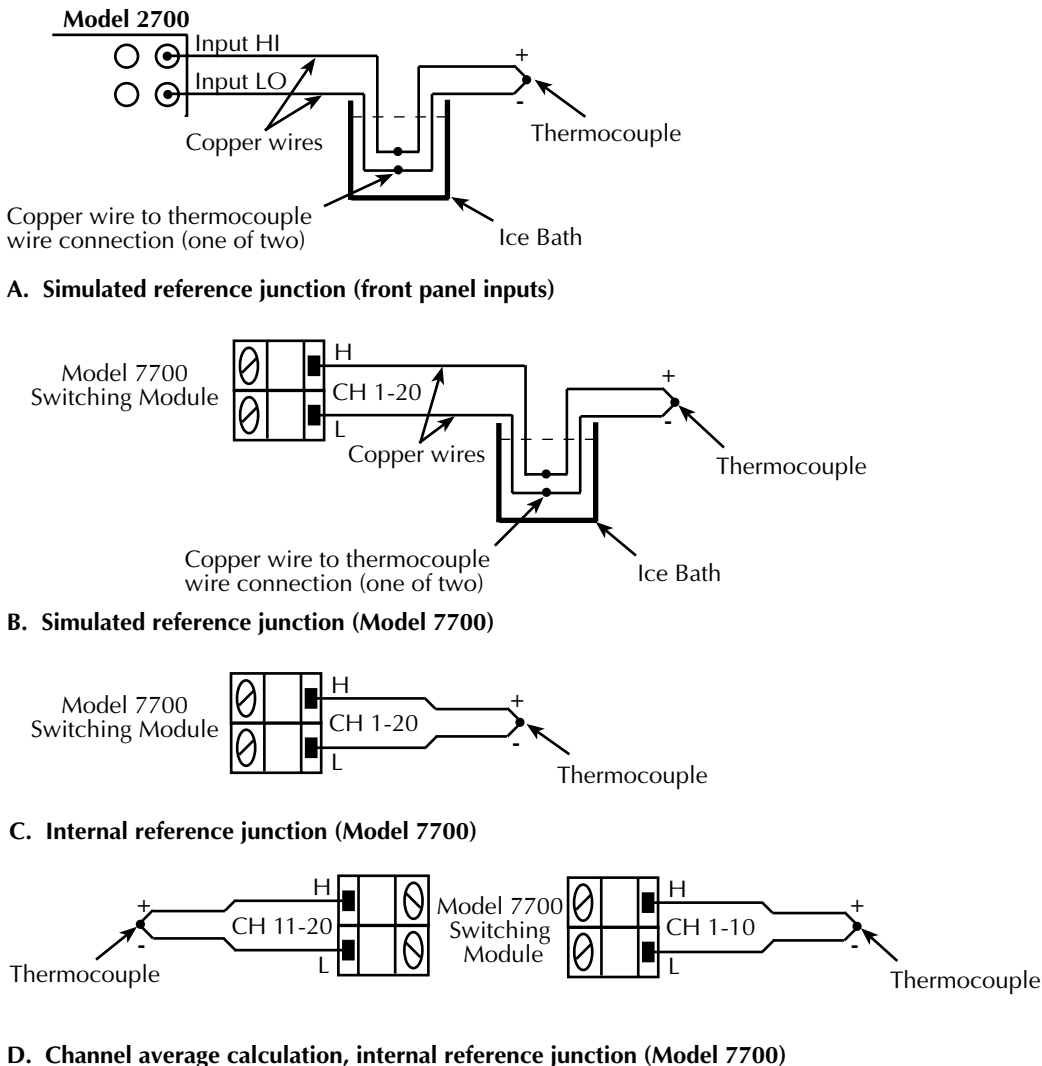 Model 2700
Input HI
Input LO
+
-
Copper wires
Thermocouple
Copper wire to thermocouple
wire connection (one of two)
Ice Bath
A. Simulated reference junction (front panel inputs)
Model 7700
Switching Module
H
CH 1-20
L
+
-
Copper wires
Thermocouple
Copper wire to thermocouple
wire connection (one of two)
Ice Bath
B. Simulated reference junction (Model 7700)
Model 7700
Switching Module
H
CH 1-20
L
+
-
Thermocouple
C. Internal reference junction (Model 7700)
+
-
H
CH 11-20
L
Thermocouple
Model 7700
Switching
Module
H
CH 1-10
L
+
-
Thermocouple
D. Channel average calculation, internal reference junction (Model 7700)